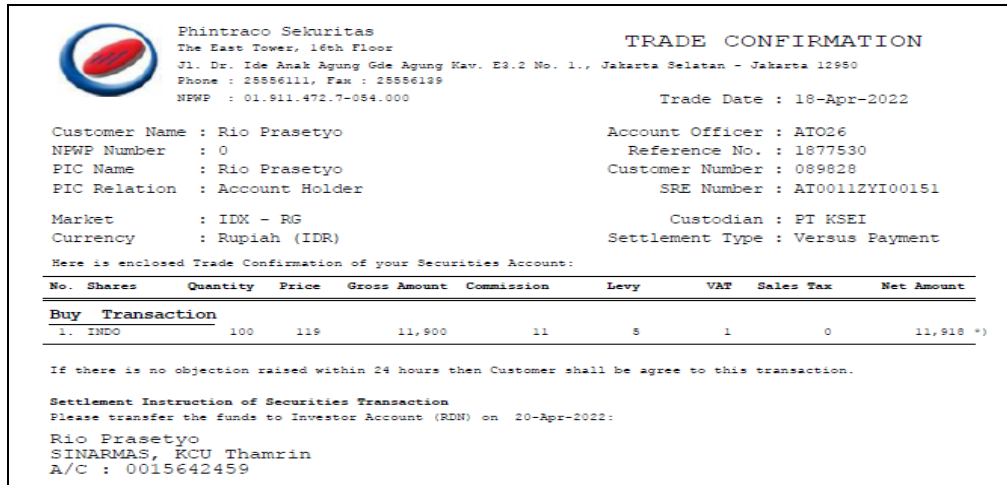 Phintraco Sekuritas
The East Tower, 16th Floor
TRADE CONFIRMATION
Jl. Dr. Ide Anak Agung Gde Agung Kav. E3.2 No. 1., Jakarta Selatan - Jakarta 12950
Phone : 25556111, Fax : 25556139
NPWP : 01.911.472.7-054.000
Trade Date : 18-Apr-2022
Customer Name : Rio Prasetyo Account Officer : ATO26
NPWP Number : 0 Reference No. : 1877530
PIC Name : Rio Prasetyo Customer Number : 089828
PIC Relation : Account Holder SRE Number : AT0011ZYI00151
Market : IDX - RG Custodian : PT KSEI
Currency : Rupiah (IDR) Settlement Type : Versus Payment
Here is enclosed Trade Confirmation of your Securities Account:
No. Shares Quantity Price Gross Amount Commission Levy VAT Sales Tax Net Amount
Buy Transaction
1. INDO 100 119 11,900 11 5 1 0 11,918 *)
If there is no objection raised within 24 hours then Customer shall be agree to this transaction.
Settlement Instruction of Securities Transaction
Please transfer the funds to Investor Account (RDN) on 20-Apr-2022:
Rio Prasetyo
SINARMAS, KCU Thamrin
A/C : 0015642459